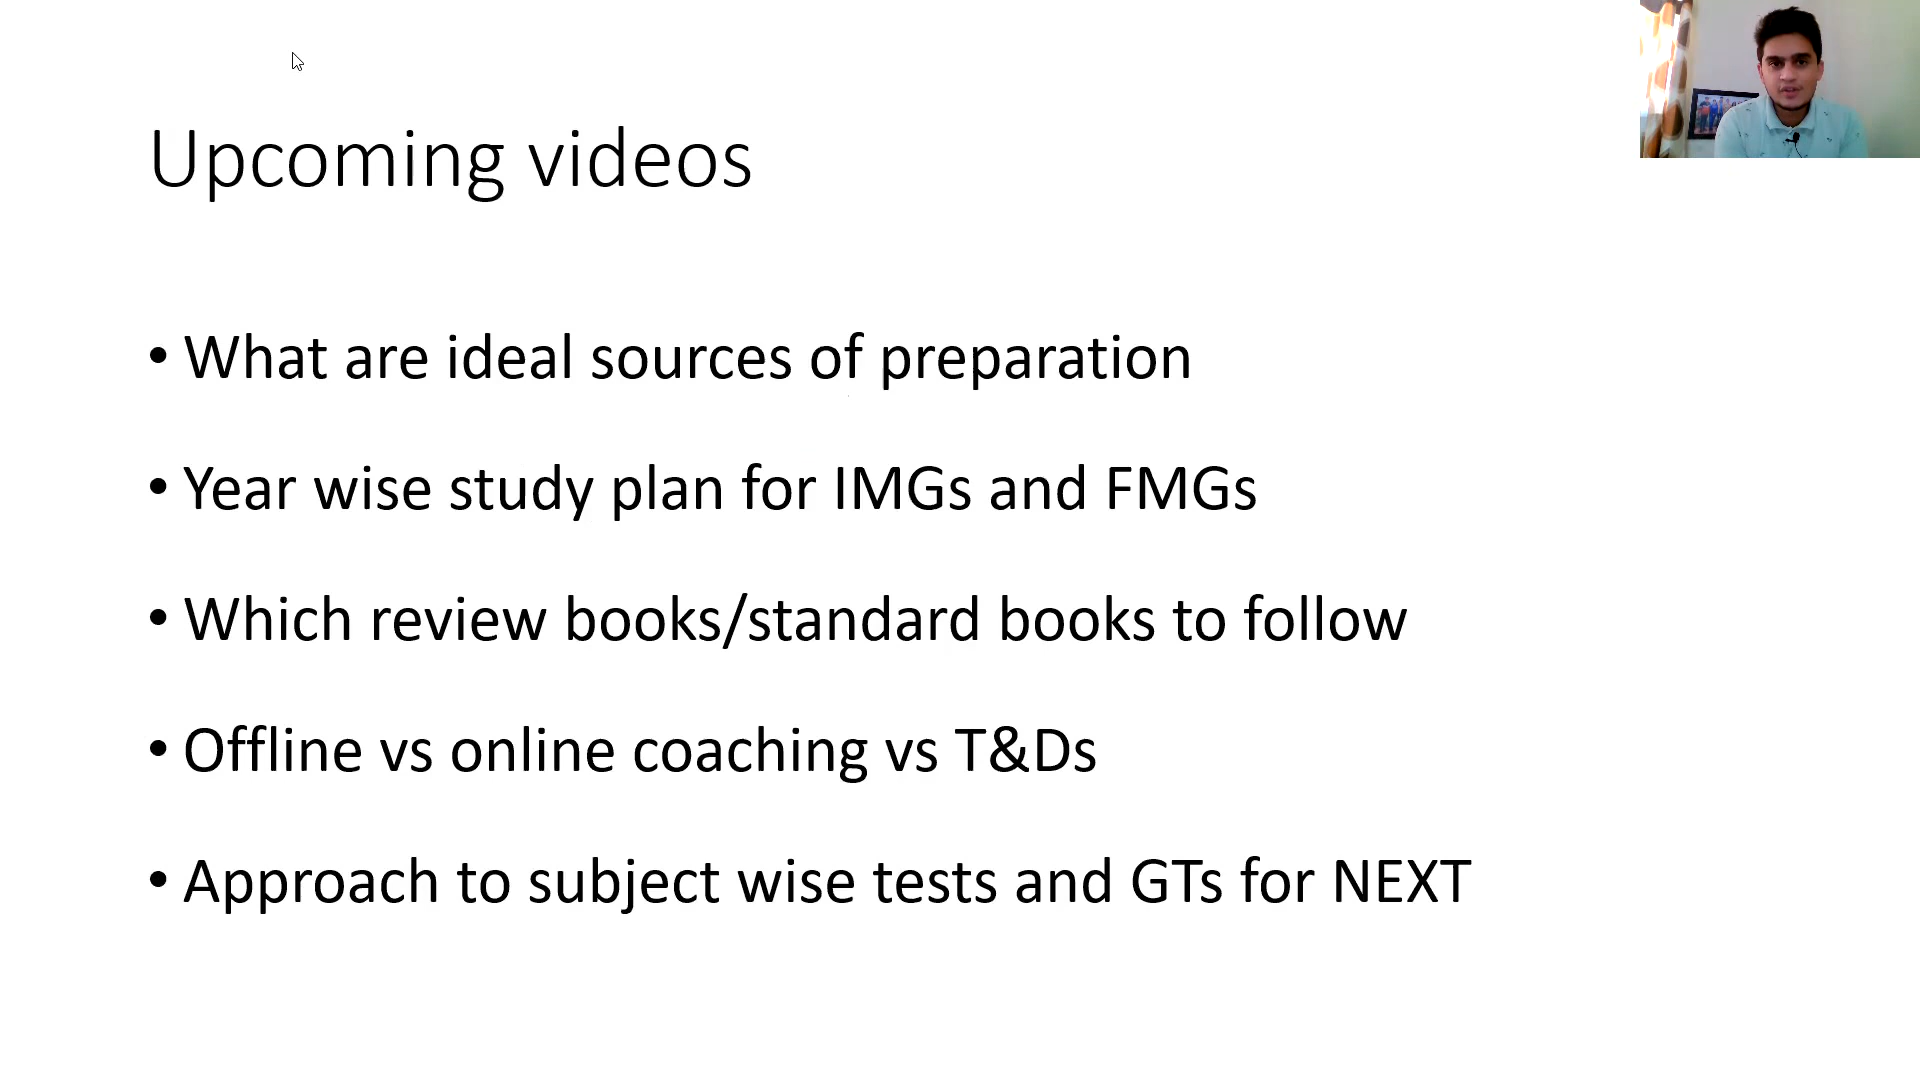 Upcoming videos
• What are ideal sources of preparation
• Year wise study plan for IMGs and FMGs
• Which review books/standard books to follow
• Offline vs online coaching vs T&Ds
• Approach to subject wise tests and GTs for NEXT